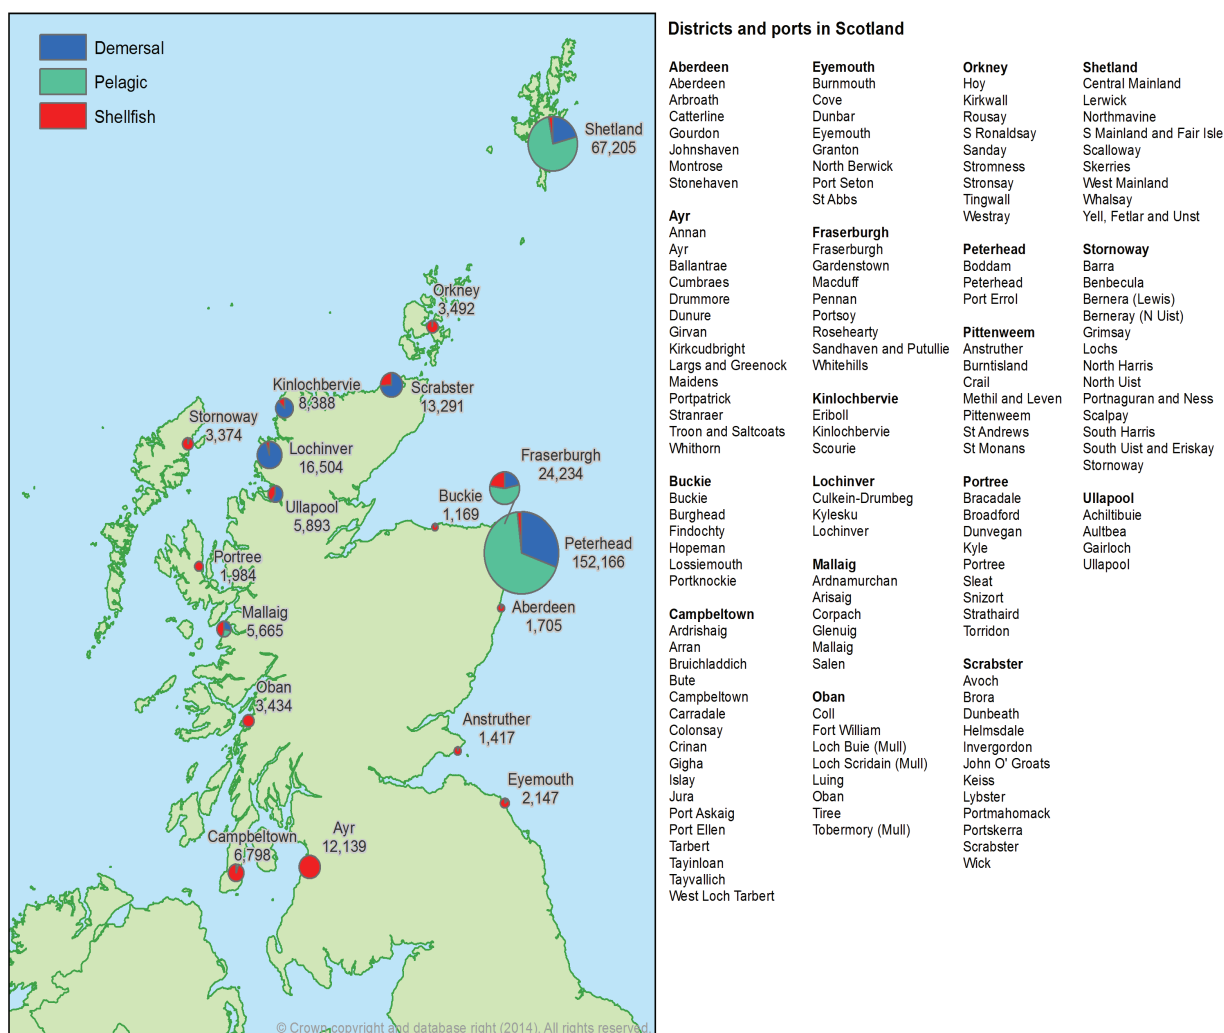 Demersal
Pelagic
Shellfish
Shetland
67,205
Orkney
3,492
Kinlochbervie
8,388
Scrabster
13,291
Stornoway
3,374
Lochinver
16,504
Fraserburgh
24,234
Ullapool
5,893
Buckie
1,169
Peterhead
152,166
Portree
1,984
Aberdeen
1,705
Mallaig
5,665
Oban
3,434
Anstruther
1,417
Eyemouth
2,147
Campbeltown
6,798
Ayr
12,139
© Crown copyright and database right (2014). All rights reserved.
Districts and ports in Scotland
Aberdeen
Aberdeen
Arbroath
Catterline
Gourdon
Johnshaven
Montrose
Stonehaven
Ayr
Annan
Ayr
Ballantrae
Cumbraes
Drummore
Dunure
Girvan
Kirkcudbright
Largs and Greenock
Maidens
Portpatrick
Stranraer
Troon and Saltcoats
Whithorn
Buckie
Buckie
Burghead
Findochty
Hopeman
Lossiemouth
Portknockie
Campbeltown
Ardrishaig
Arran
Bruichladdich
Bute
Campbeltown
Carradale
Colonsay
Crinan
Gigha
Islay
Jura
Port Askaig
Port Ellen
Tarbert
Tayinloan
Tayvallich
West Loch Tarbert
Eyemouth
Burnmouth
Cove
Dunbar
Eyemouth
Granton
North Berwick
Port Seton
St Abbs
Fraserburgh
Fraserburgh
Gardenstown
Macduff
Pennan
Portsoy
Rosehearty
Sandhaven and Putullie
Whitehills
Kinlochbervie
Eriboll
Kinlochbervie
Scourie
Lochinver
Culkein-Drumbeg
Kylesku
Lochinver
Mallaig
Ardnamurchan
Arisaig
Corpach
Glenuig
Mallaig
Salen
Oban
Coll
Fort William
Loch Buie (Mull)
Loch Scridain (Mull)
Luing
Oban
Tiree
Tobermory (Mull)
Orkney
Hoy
Kirkwall
Rousay
S Ronaldsay
Sanday
Stromness
Stronsay
Tingwall
Westray
Peterhead
Boddam
Peterhead
Port Errol
Pittenweem
Anstruther
Burntisland
Crail
Methil and Leven
Pittenweem
St Andrews
St Monans
Portree
Bracadale
Broadford
Dunvegan
Kyle
Portree
Sleat
Snizort
Strathaird
Torridon
Scrabster
Avoch
Brora
Dunbeath
Helmsdale
Invergordon
John O' Groats
Keiss
Lybster
Portmahomack
Portskerra
Scrabster
Wick
Shetland
Central Mainland
Lerwick
Northmavine
S Mainland and Fair Isle
Scalloway
Skerries
West Mainland
Whalsay
Yell, Fetlar and Unst
Stornoway
Barra
Benbecula
Bernera (Lewis)
Berneray (N Uist)
Grimsay
Lochs
North Harris
North Uist
Portnaguran and Ness
Scalpay
South Harris
South Uist and Eriskay
Stornoway
Ullapool
Achiltibuie
Aultbea
Gairloch
Ullapool